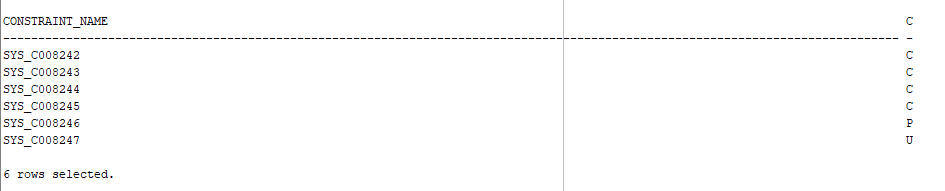 CONSTRAINT_NAME C
-------------------------------------------------------------------------------------------------------------------------------- -
SYS_C008242 C
SYS_C008243 C
SYS_C008244 C
SYS_C008245 C
SYS_C008246 P
SYS_C008247 U
6 rows selected.